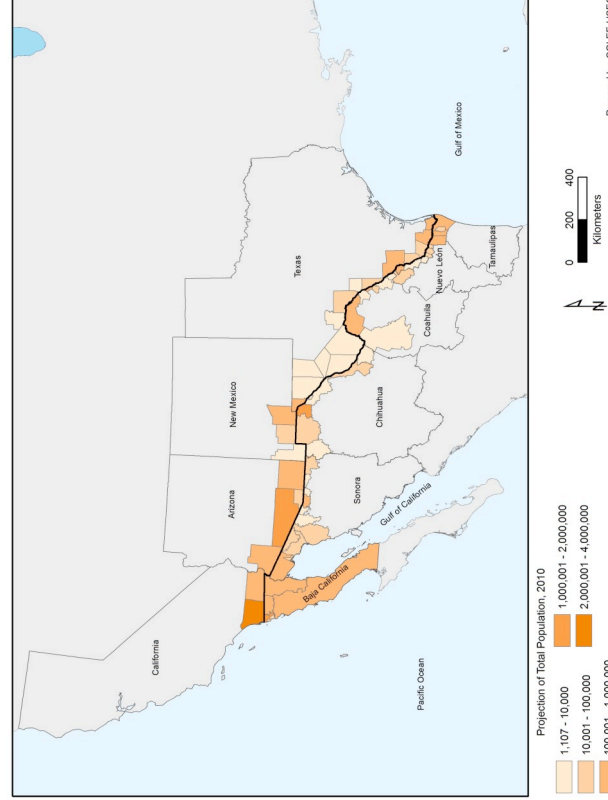 California
Arizona
New Mexico
Texas
Baja California
Sonora
Chihuahua
Coahuila
Nuevo León
Tamaulipas
Gulf of California
Pacific Ocean
Gulf of Mexico
Projection of Total Population, 2010
1,107 - 10,000
10,001 - 100,000
1,000,001 - 2,000,000
2,000,001 - 4,000,000
N
0 200 400
Kilometers